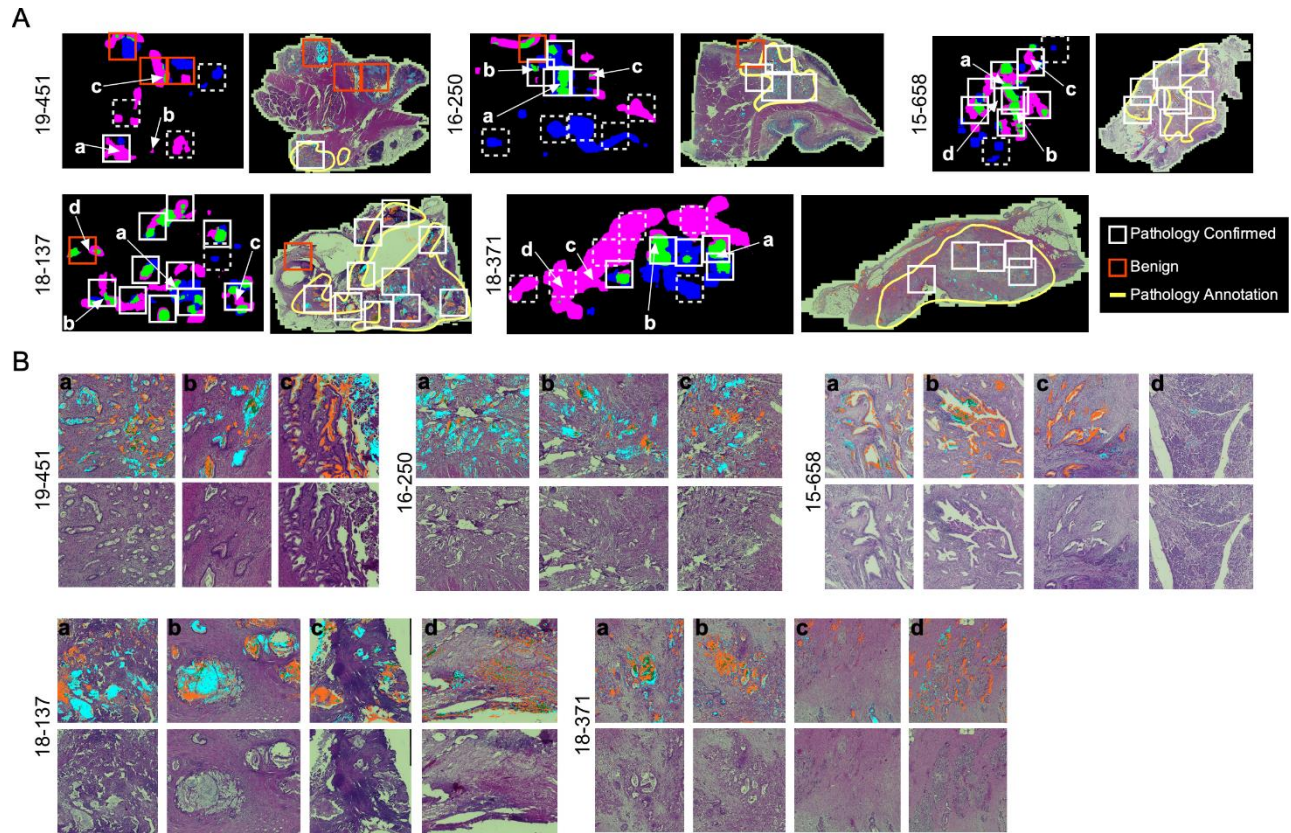 A
19-451
c
b
a
16-250
b
c
a
15-658
a
c
d
b
18-137
d
a
c
b
18-371
d
c
a
b
Pathology Confirmed
Benign
Pathology Annotation
B
19-451
a b c
16-250
a b c
15-658
a b c d
18-137
a b c d
18-371
a b c d